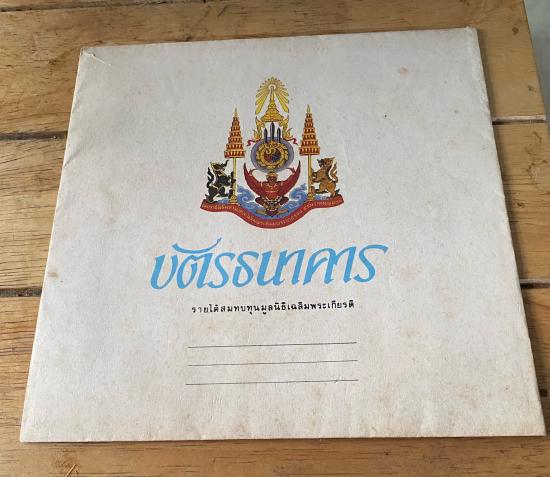 บัตรธนาคาร
รายได้สมทบทุนมูลนิธิเฉลิมพระเกียรติ